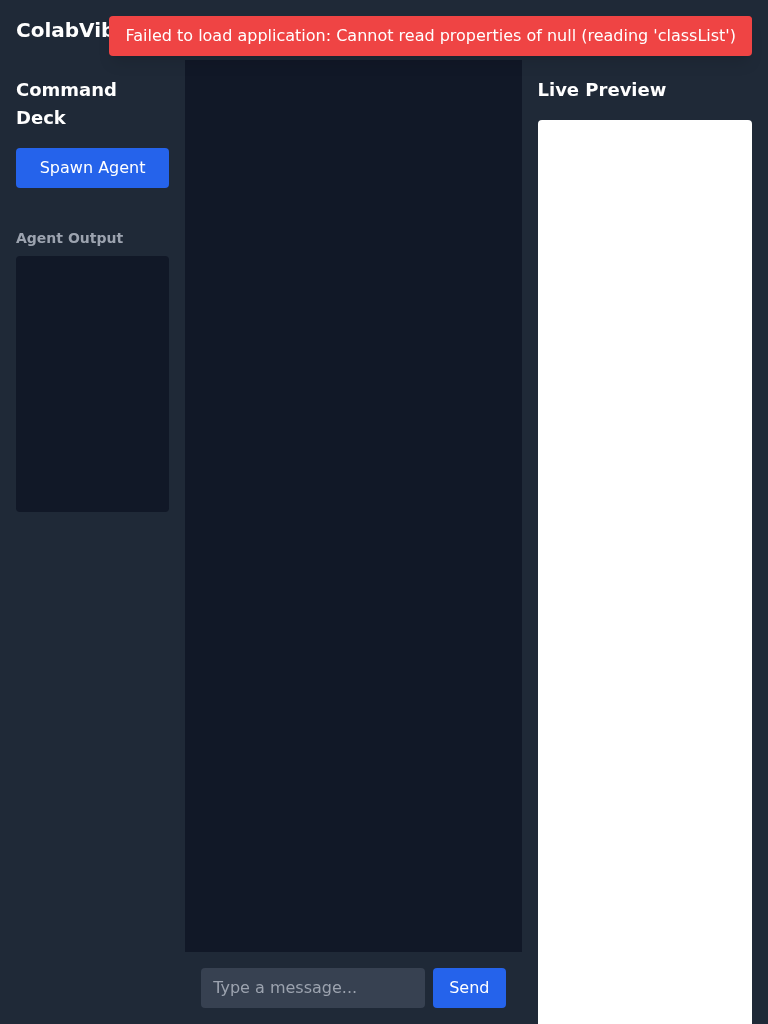 ColabVib
Failed to load application: Cannot read properties of null (reading 'classList')
Command
Deck
Spawn Agent
Agent Output
Live Preview
Type a message...
Send